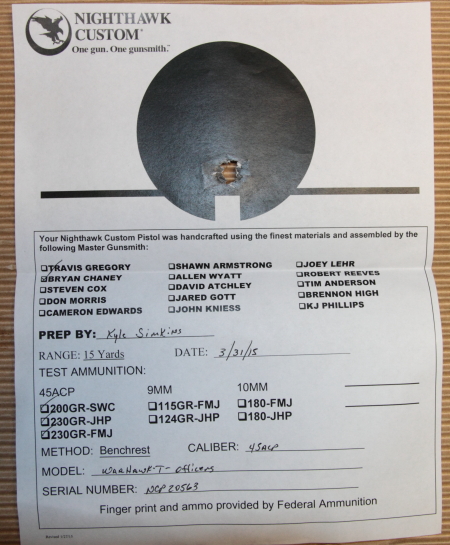 NIGHTHAWK
CUSTOM™
One gun. One gunsmith.™
Your Nighthawk Custom Pistol was handcrafted using the finest materials and assembled by the
following Master Gunsmith:
☐TRAVIS GREGORY ☐SHAWN ARMSTRONG ☐JOEY LEHR
☑BRYAN CHANEY ☐ALLEN WYATT ☐ROBERT REEVES
☐STEVEN COX ☐DAVID ATCHLEY ☐TIM ANDERSON
☐DON MORRIS ☐JARED GOTT ☐BRENNON HIGH
☐CAMERON EDWARDS ☐JOHN KNIESS ☐KJ PHILLIPS
PREP BY: Kyle Simkins
RANGE: 15 Yards DATE: 3/31/15
TEST AMMUNITION:
45ACP 9MM 10MM
☑200GR-SWC ☐115GR-FMJ ☐180-FMJ
☐230GR-JHP ☐124GR-JHP ☐180-JHP
☐230GR-FMJ
METHOD: Benchrest CALIBER: 45ACP
MODEL: WarHawk-T-Officers
SERIAL NUMBER: NCP20563
Finger print and ammo provided by Federal Ammunition